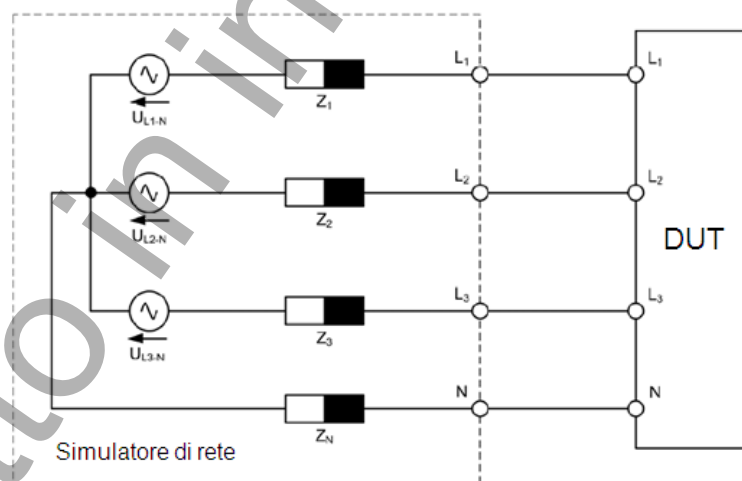 L1
L1
Z1
UL1-N
L2
L2
Z2
UL2-N
DUT
L3
L3
Z3
UL3-N
N
N
ZN
Simulatore di rete